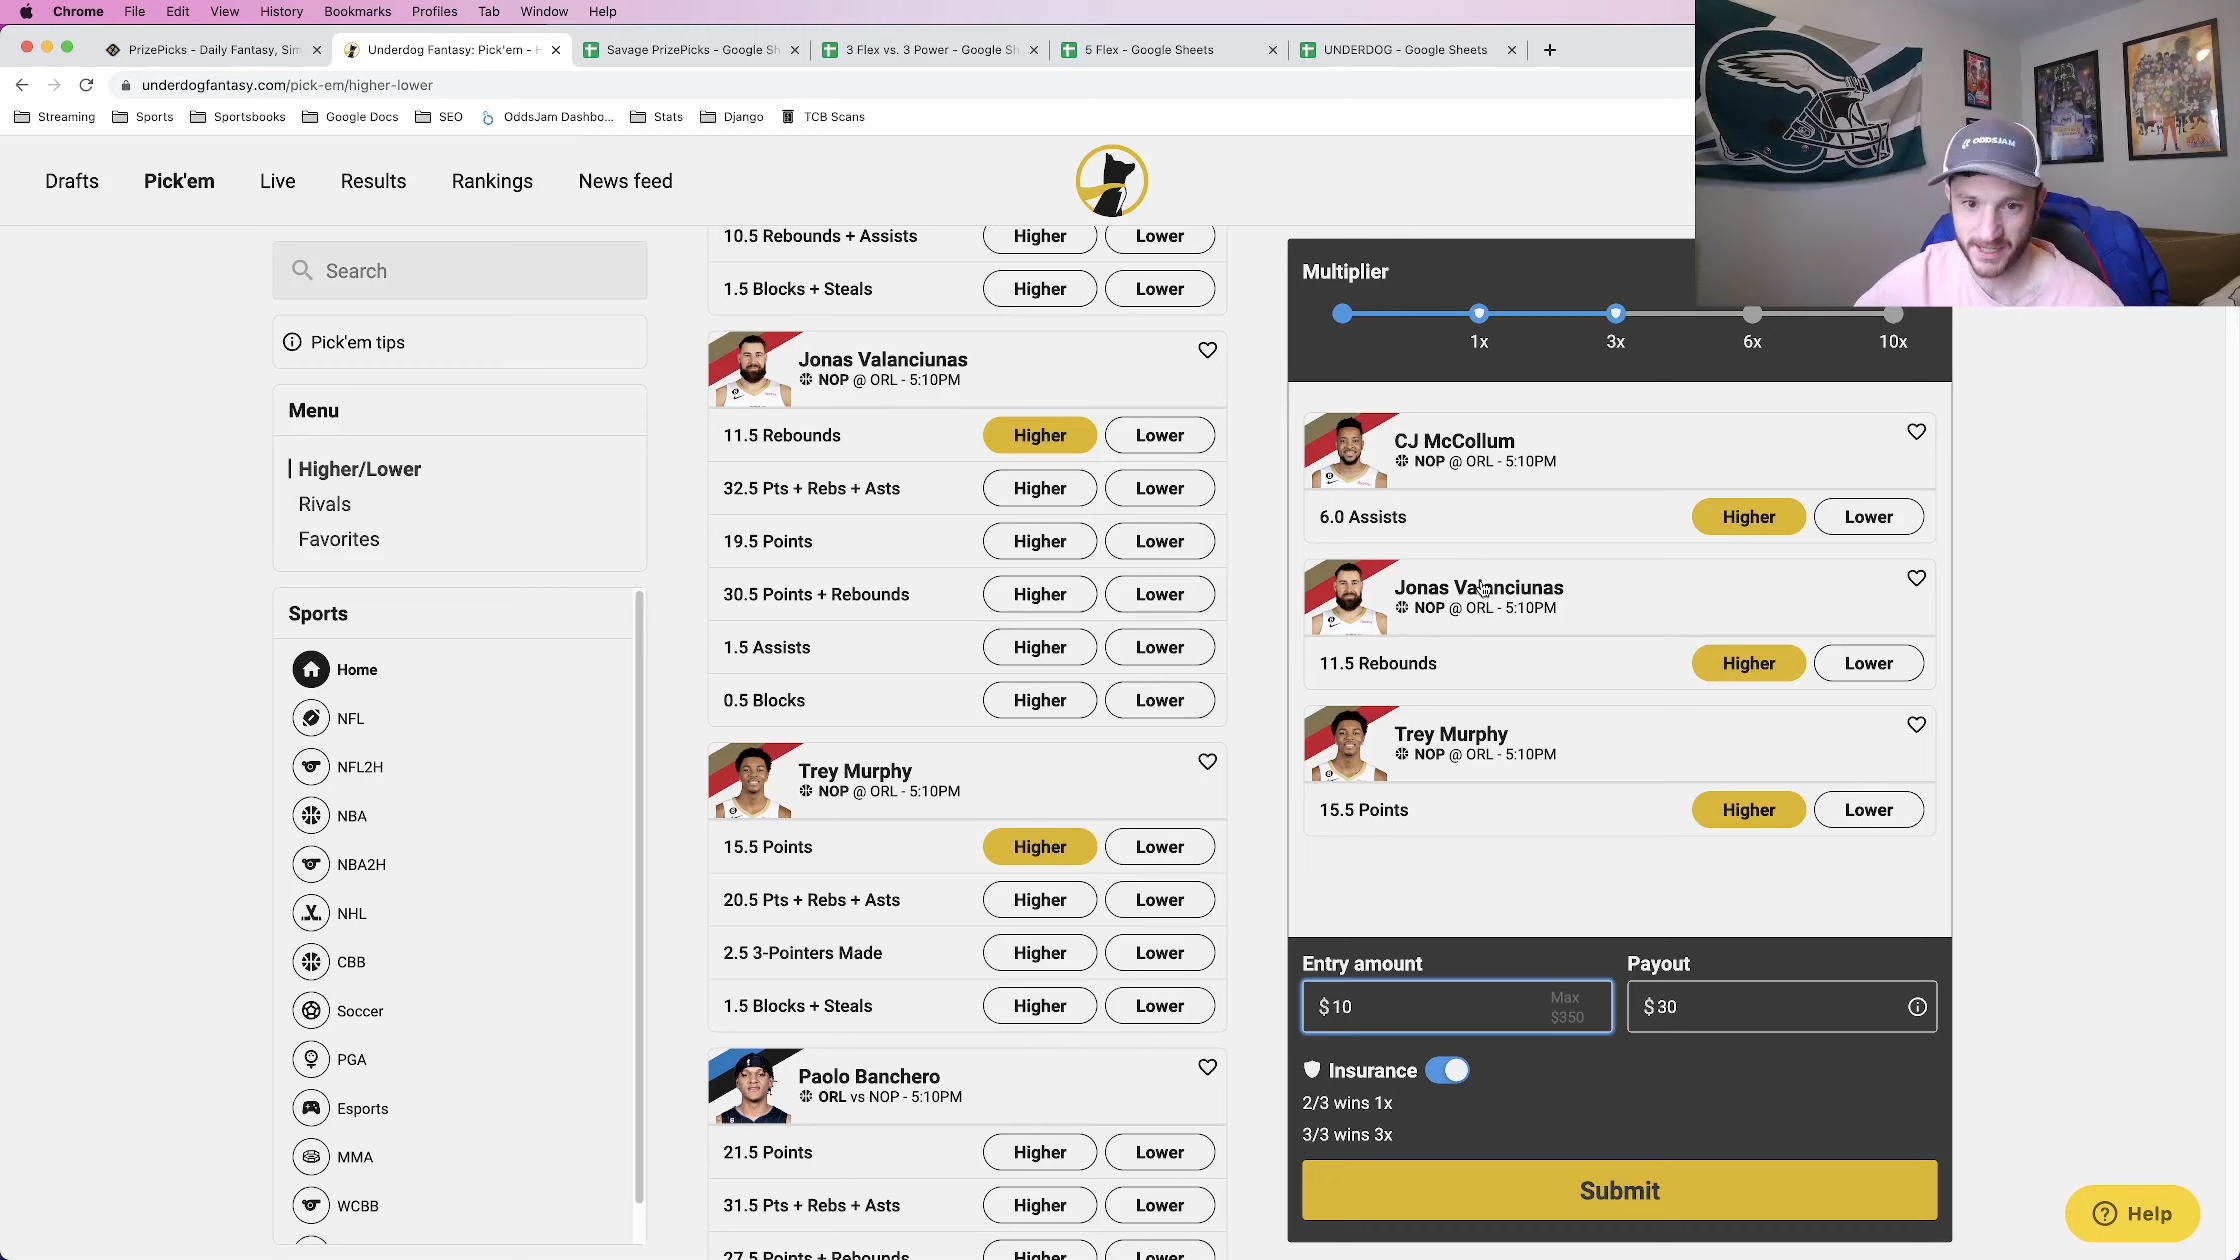 Chrome File Edit View History Bookmarks Profiles Tab Window Help
PrizePicks - Daily Fantasy, Sim
Underdog Fantasy: Pick'em - H
Savage PrizePicks - Google Sh
3 Flex vs. 3 Power - Google Sh
5 Flex - Google Sheets
UNDERDOG - Google Sheets
underdogfantasy.com/pick-em/higher-lower
Streaming Sports Sportsbooks Google Docs SEO OddsJam Dashbo... Stats Django TCB Scans
Drafts Pick'em Live Results Rankings News feed
Search
Pick'em tips
Menu
Higher/Lower
Rivals
Favorites
Sports
Home
NFL
NFL2H
NBA
NBA2H
NHL
CBB
Soccer
PGA
Esports
MMA
WCBB
10.5 Rebounds + Assists Higher Lower
1.5 Blocks + Steals Higher Lower
Jonas Valanciunas
NOP @ ORL - 5:10PM
11.5 Rebounds Higher Lower
32.5 Pts + Rebs + Asts Higher Lower
19.5 Points Higher Lower
30.5 Points + Rebounds Higher Lower
1.5 Assists Higher Lower
0.5 Blocks Higher Lower
Trey Murphy
NOP @ ORL - 5:10PM
15.5 Points Higher Lower
20.5 Pts + Rebs + Asts Higher Lower
2.5 3-Pointers Made Higher Lower
1.5 Blocks + Steals Higher Lower
Paolo Banchero
ORL vs NOP - 5:10PM
21.5 Points Higher Lower
31.5 Pts + Rebs + Asts Higher Lower
27.5 Points + Rebounds Higher Lower
Multiplier
1x 3x 6x 10x
CJ McCollum
NOP @ ORL - 5:10PM
6.0 Assists Higher Lower
Jonas Valanciunas
NOP @ ORL - 5:10PM
11.5 Rebounds Higher Lower
Trey Murphy
NOP @ ORL - 5:10PM
15.5 Points Higher Lower
Entry amount Payout
$10 Max $350 $30
Insurance
2/3 wins 1x
3/3 wins 3x
Submit
Help
ODDSJAM